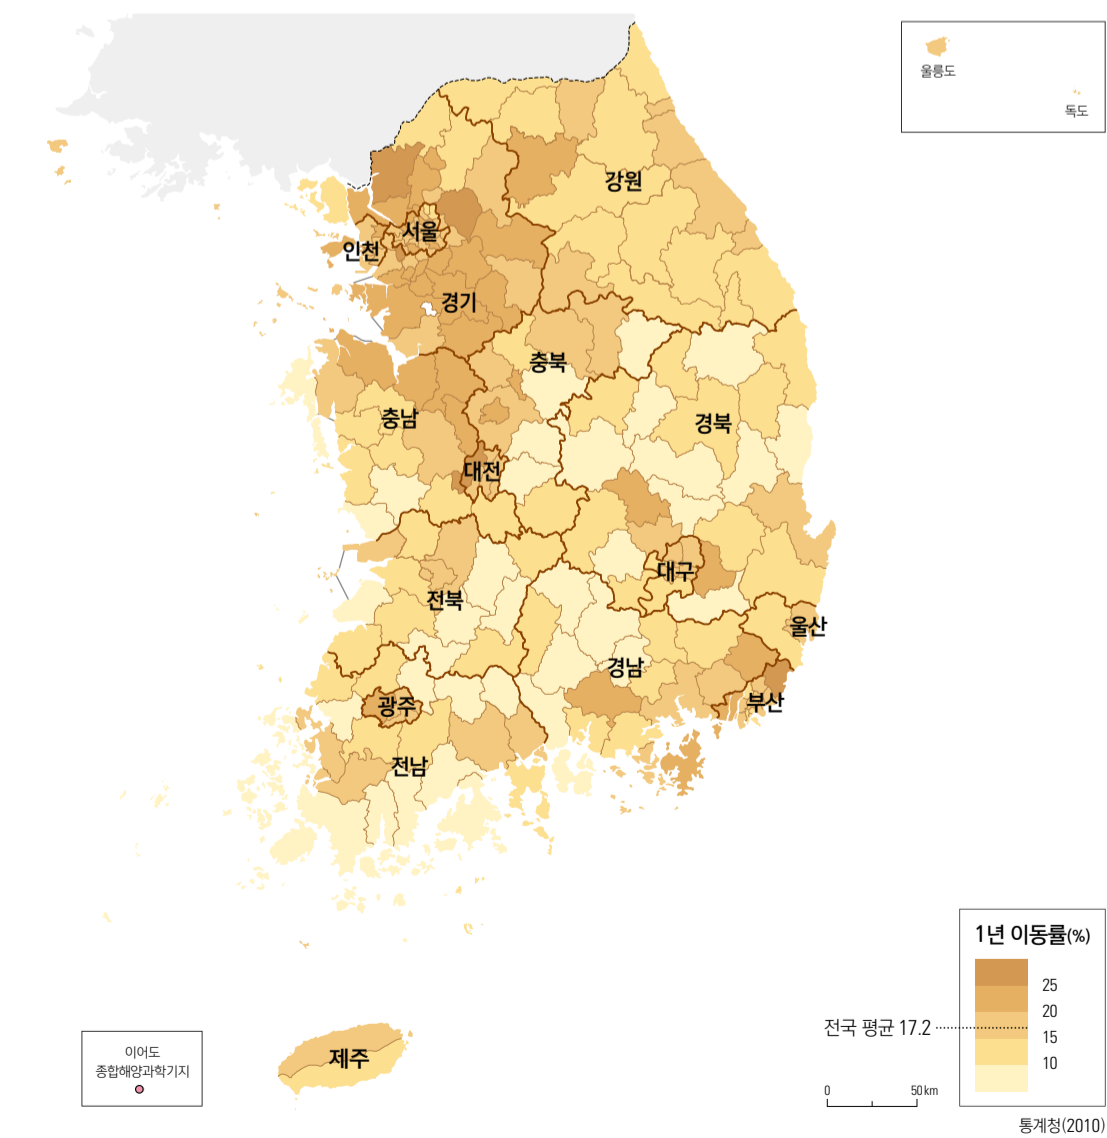 울릉도
독도
강원
서울
인천
경기
충북
충남
경북
대전
대구
전북
울산
경남
부산
광주
전남
제주
이어도
종합해양과학기지
1년 이동률(%)
25
20
전국 평균 17.2
15
10
0 50km
통계청(2010)